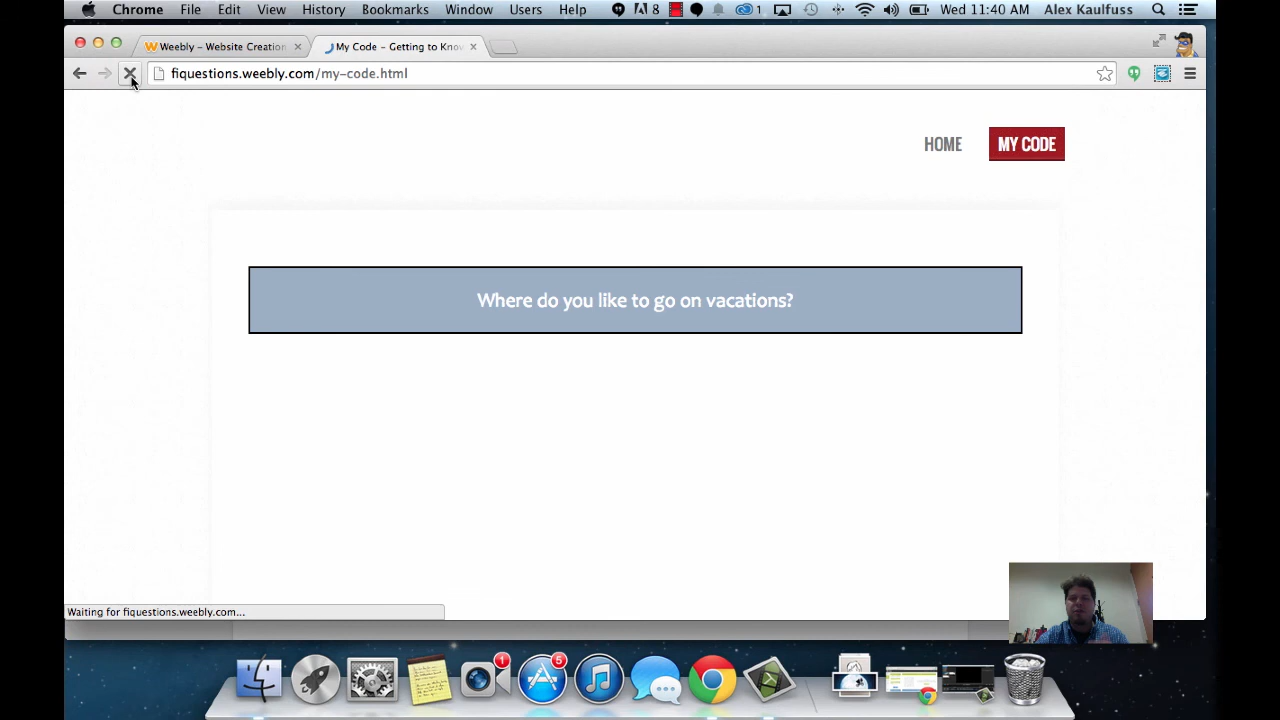 Chrome File Edit View History Bookmarks Window Users Help 8 1 Wed 11:40 AM Alex Kaulfuss
Weebly - Website Creation
My Code - Getting to Kno
fiquestions.weebly.com/my-code.html
HOME MY CODE
Where do you like to go on vacations?
Waiting for fiquestions.weebly.com...
1 5